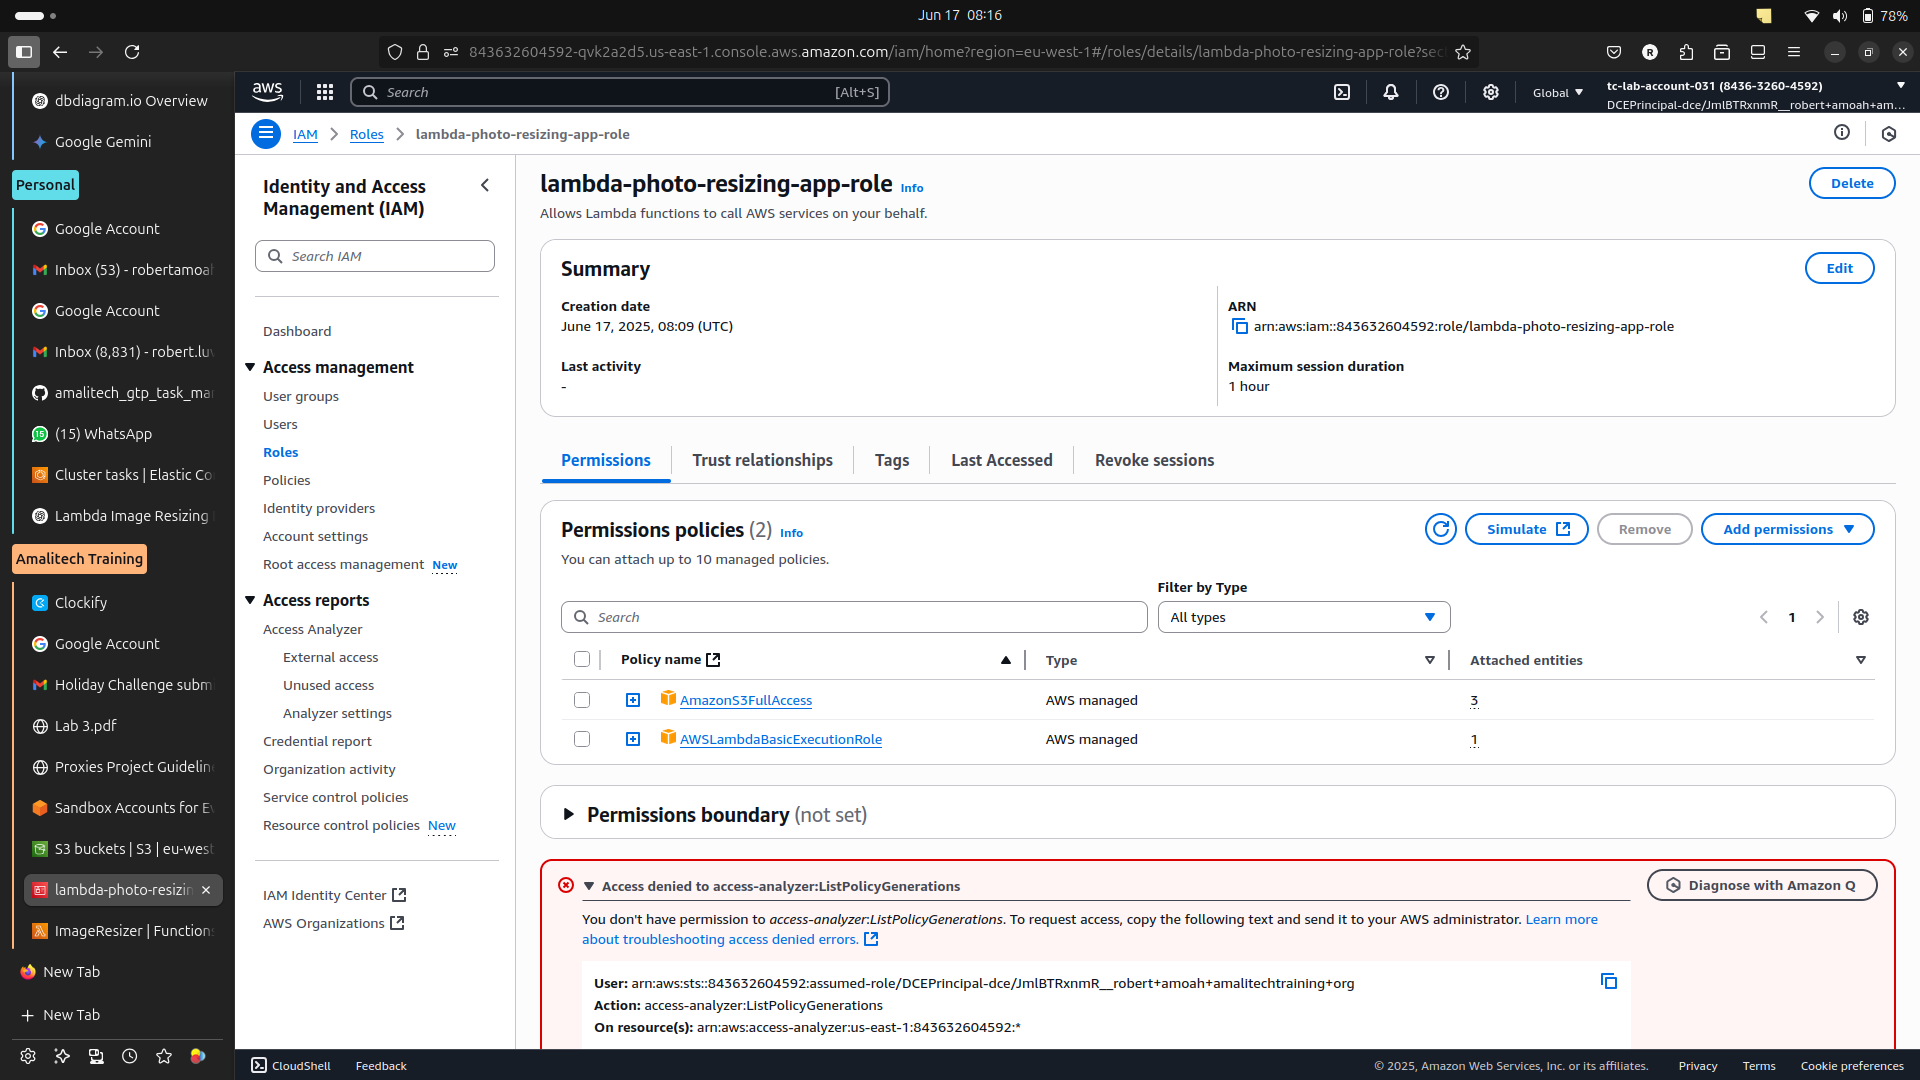 Jun 17 08:16
78%
843632604592-qvk2a2d5.us-east-1.console.aws.amazon.com/iam/home?region=eu-west-1#/roles/details/lambda-photo-resizing-app-role?sec
dbdiagram.io Overview
Google Gemini
Personal
Google Account
Inbox (53) - robertamoah
Google Account
Inbox (8,831) - robert.luv
amalitech_gtp_task_ma
(15) WhatsApp
Cluster tasks | Elastic Co
Lambda Image Resizing
Amalitech Training
Clockify
Google Account
Holiday Challenge subm
Lab 3.pdf
Proxies Project Guidelin
Sandbox Accounts for Ev
S3 buckets | S3 | eu-west
lambda-photo-resizin
ImageResizer | Functions
New Tab
New Tab
aws
Search [Alt+S]
Global
tc-lab-account-031 (8436-3260-4592)
DCEPrincipal-dce/JmlBTRxnmR__robert+amoah+am...
IAM
Roles
lambda-photo-resizing-app-role
Identity and Access
Management (IAM)
Search IAM
Dashboard
Access management
User groups
Users
Roles
Policies
Identity providers
Account settings
Root access management New
Access reports
Access Analyzer
External access
Unused access
Analyzer settings
Credential report
Organization activity
Service control policies
Resource control policies New
IAM Identity Center
AWS Organizations
lambda-photo-resizing-app-role Info
Delete
Allows Lambda functions to call AWS services on your behalf.
Summary
Edit
Creation date
June 17, 2025, 08:09 (UTC)
ARN
arn:aws:iam::843632604592:role/lambda-photo-resizing-app-role
Last activity
-
Maximum session duration
1 hour
Permissions
Trust relationships
Tags
Last Accessed
Revoke sessions
Permissions policies (2) Info
Simulate
Remove
Add permissions
You can attach up to 10 managed policies.
Filter by Type
Search
All types
1
Policy name
Type
Attached entities
AmazonS3FullAccess
AWS managed
3
AWSLambdaBasicExecutionRole
AWS managed
1
Permissions boundary (not set)
Access denied to access-analyzer:ListPolicyGenerations
Diagnose with Amazon Q
You don't have permission to access-analyzer:ListPolicyGenerations. To request access, copy the following text and send it to your AWS administrator. Learn more
about troubleshooting access denied errors.
User: arn:aws:sts::843632604592:assumed-role/DCEPrincipal-dce/JmlBTRxnmR__robert+amoah+amalitechtraining+org
Action: access-analyzer:ListPolicyGenerations
On resource(s): arn:aws:access-analyzer:us-east-1:843632604592:*
CloudShell
Feedback
© 2025, Amazon Web Services, Inc. or its affiliates.
Privacy
Terms
Cookie preferences